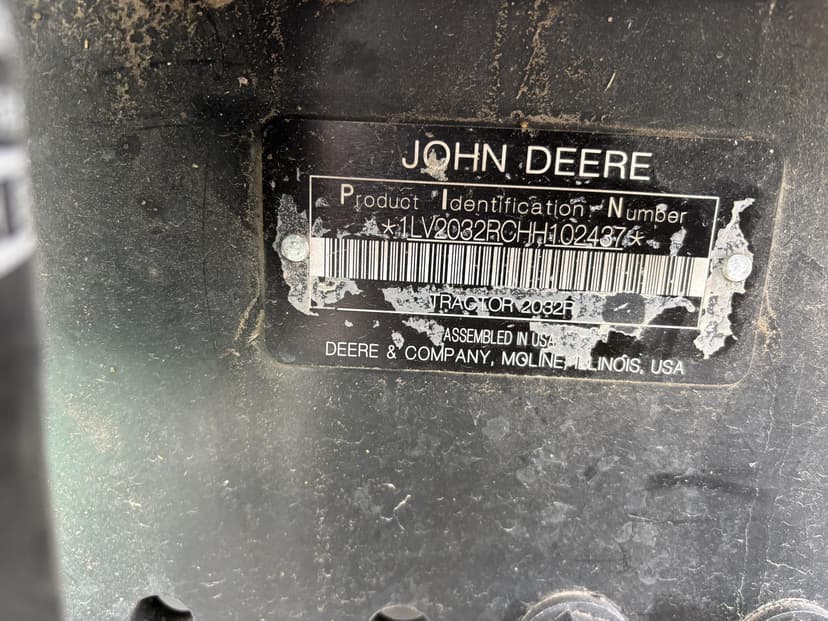 JOHN DEERE
Product Identification Number
*1LV2032RCHH102437*
TRACTOR 2032R
ASSEMBLED IN USA
DEERE & COMPANY, MOLINE, ILLINOIS, USA